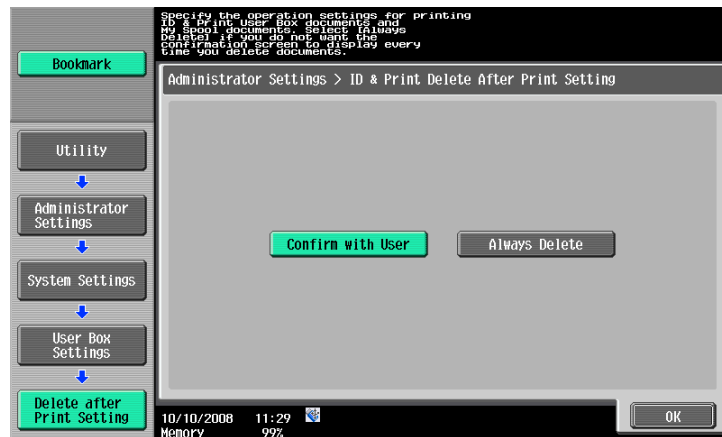 Specify the operation settings for printing
ID & Print User Box documents and
My Spool documents. Select [Always
Delete] if you do not want the
confirmation screen to display every
time you delete documents.
Bookmark
Administrator Settings > ID & Print Delete After Print Setting
Utility
Administrator
Settings
System Settings
User Box
Settings
Delete after
Print Setting
Confirm with User
Always Delete
10/10/2008 11:29
Memory 99%
OK